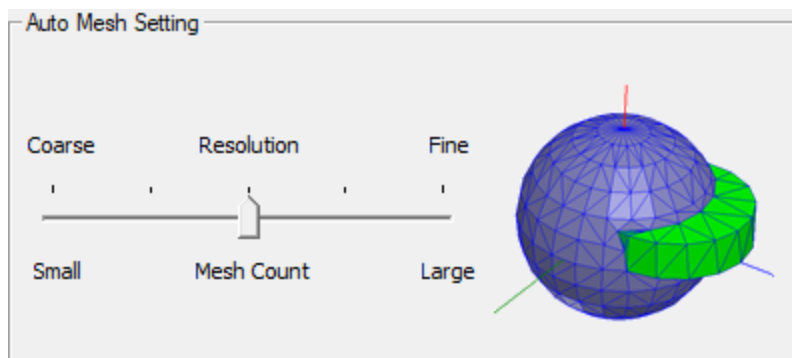 Auto Mesh Setting
Coarse Resolution Fine
Small Mesh Count Large